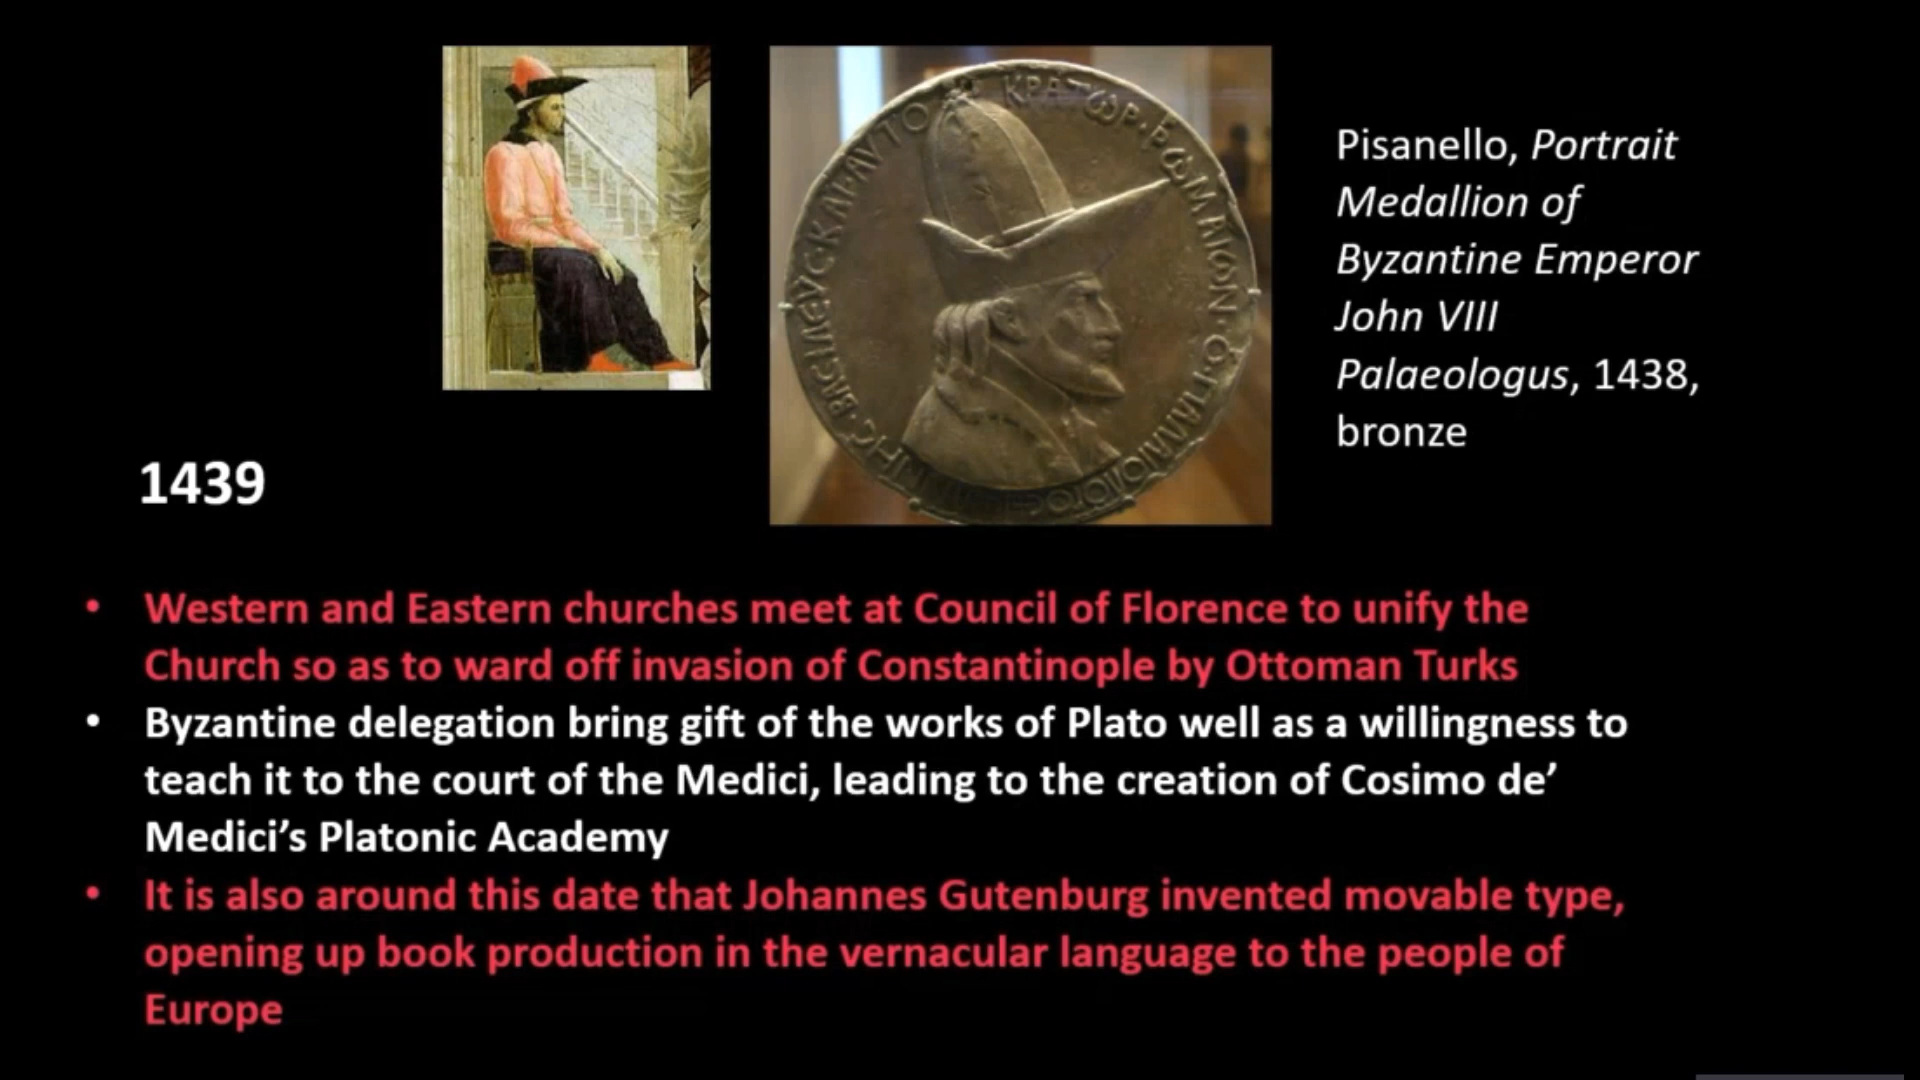 Pisanello, Portrait
Medallion of
Byzantine Emperor
John VIII
Palaeologus, 1438,
bronze
1439
• Western and Eastern churches meet at Council of Florence to unify the
Church so as to ward off invasion of Constantinople by Ottoman Turks
• Byzantine delegation bring gift of the works of Plato well as a willingness to
teach it to the court of the Medici, leading to the creation of Cosimo de’
Medici’s Platonic Academy
• It is also around this date that Johannes Gutenburg invented movable type,
opening up book production in the vernacular language to the people of
Europe